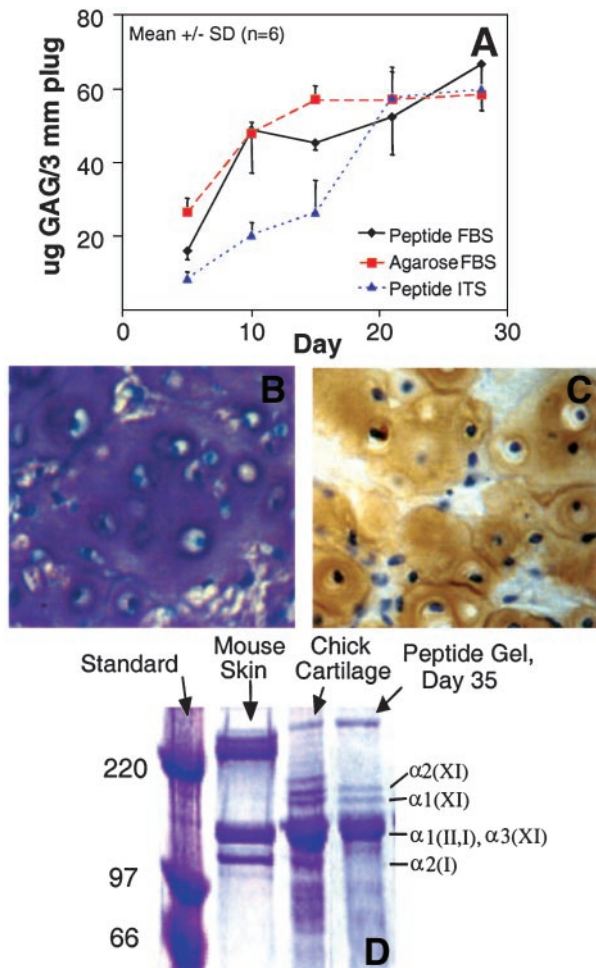 80
Mean +/- SD (n=6)
A
60
40
20
ug GAG/3 mm plug
Peptide FBS
Agarose FBS
Peptide ITS
0
10
20
30
Day
B
C
Standard
Mouse
Skin
Chick
Cartilage
Peptide Gel,
Day 35
220
97
66
α2(XI)
α1(XI)
α1(II,I), α3(XI)
α2(I)
D